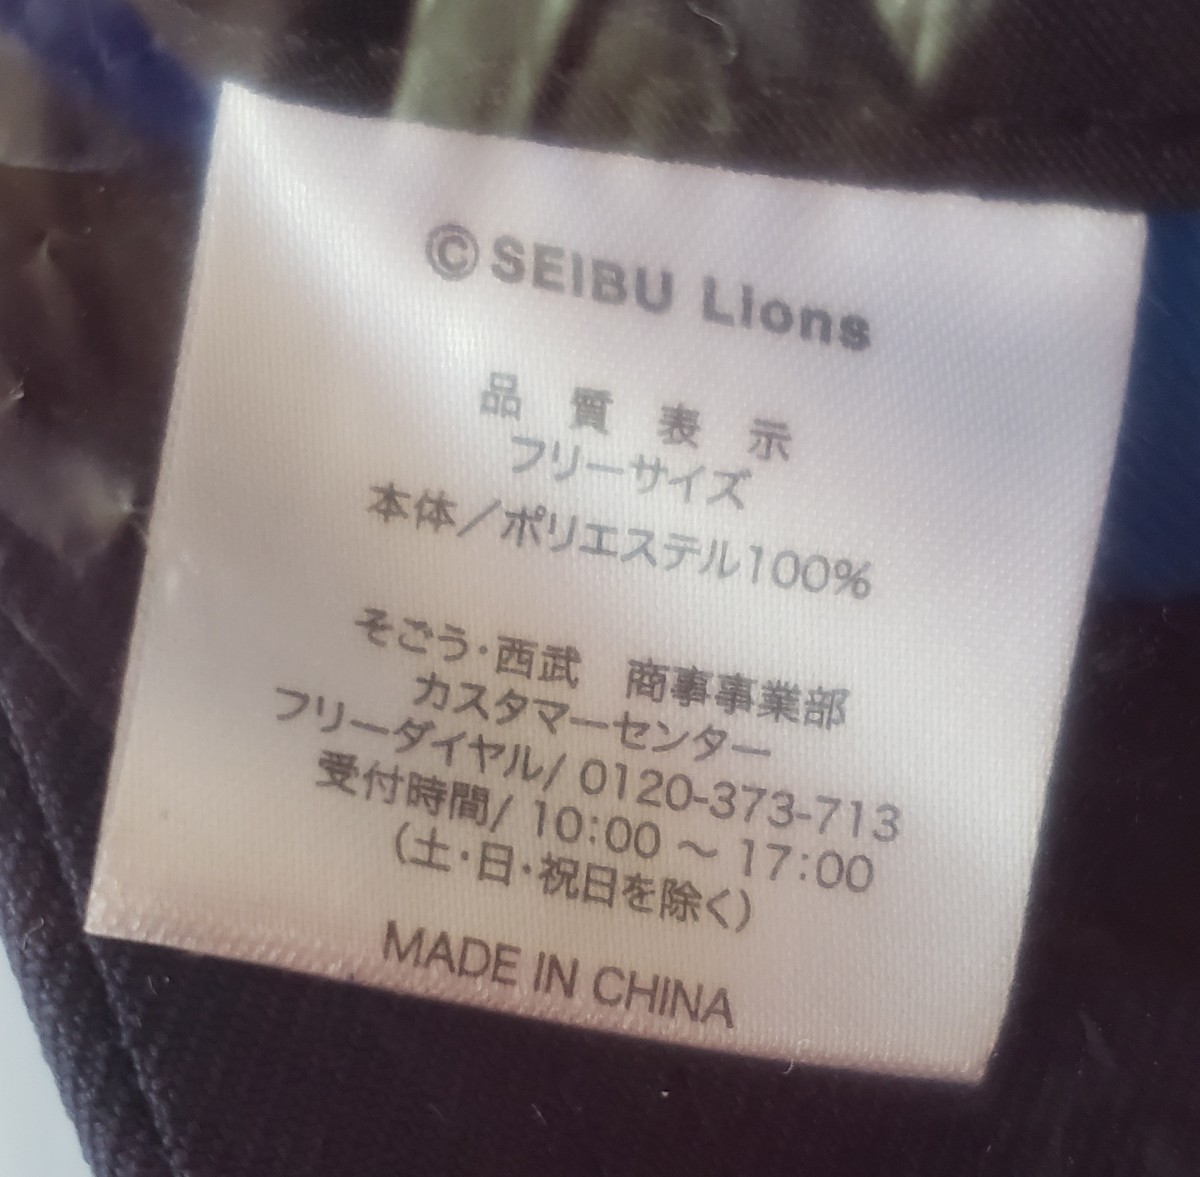 ©SEIBU Lions
品 質 表 示
フリーサイズ
本体／ポリエステル100%
そごう・西武　商事事業部
カスタマーセンター
フリーダイヤル/ 0120-373-713
受付時間/ 10:00 〜 17:00
（土・日・祝日を除く）
MADE IN CHINA